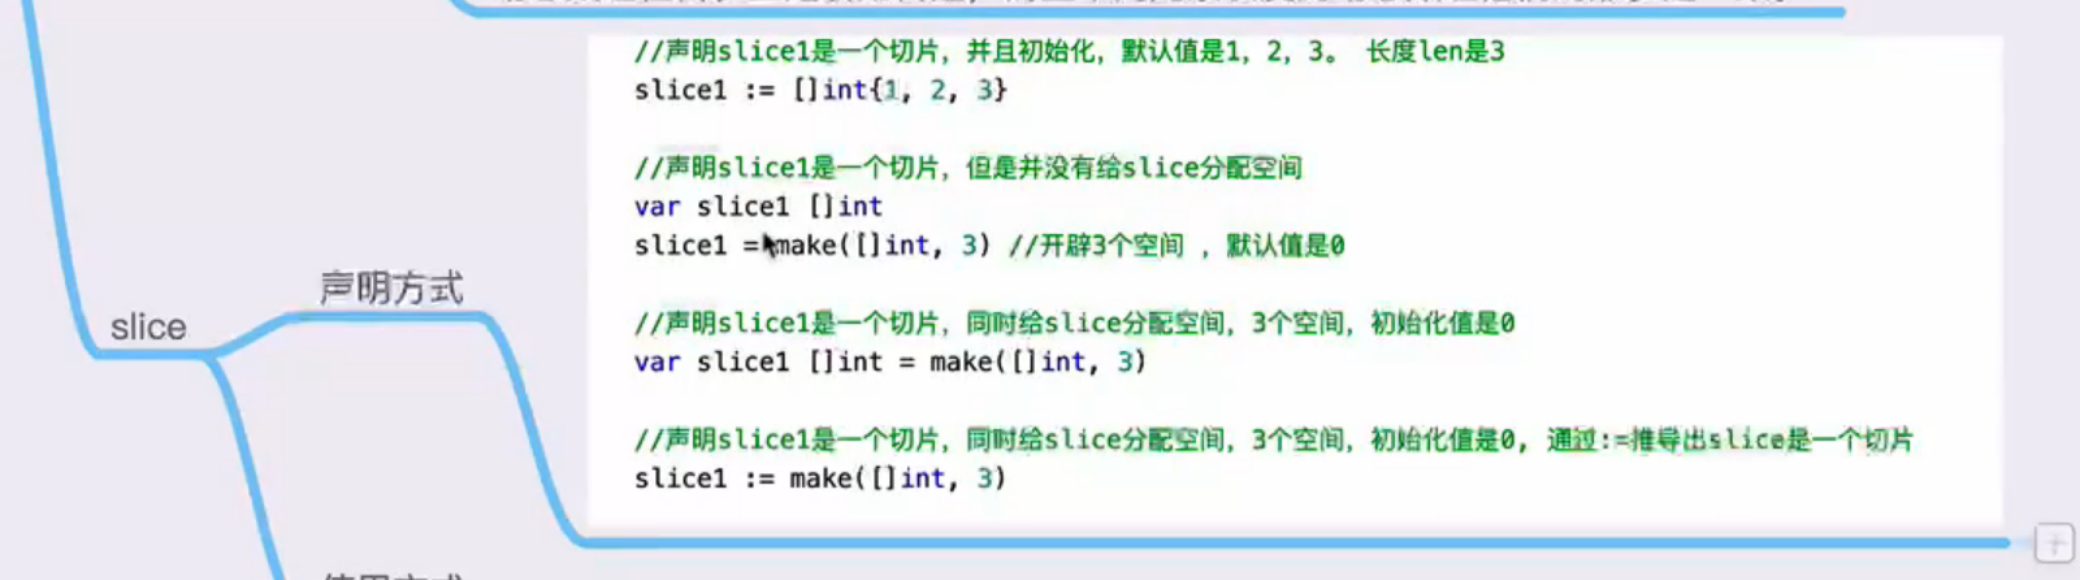 //声明slice1是一个切片，并且初始化，默认值是1，2，3。 长度len是3
slice1 := []int{1, 2, 3}
//声明slice1是一个切片，但是并没有给slice分配空间
var slice1 []int
slice1 = make([]int, 3) //开辟3个空间 ，默认值是0
声明方式
//声明slice1是一个切片，同时给slice分配空间，3个空间，初始化值是0
slice
var slice1 []int = make([]int, 3)
//声明slice1是一个切片，同时给slice分配空间，3个空间，初始化值是0, 通过:=推导出slice是一个切片
slice1 := make([]int, 3)